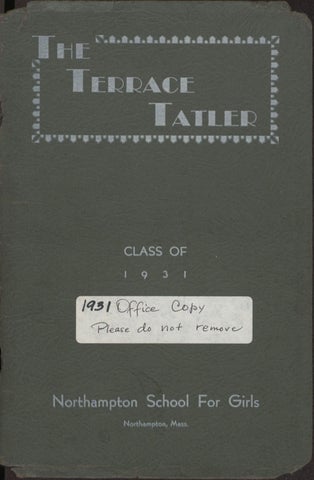 THE
TERRACE
TATLER
CLASS OF
1931
1931 Office Copy
Please do not remove
Northampton School For Girls
Northampton, Mass.